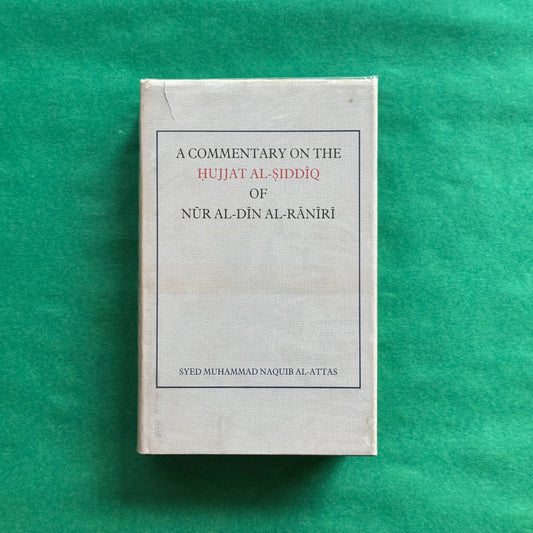 A COMMENTARY ON THE
ḤUJJAT AL-ṢIDDĪQ
OF
NŪR AL-DĪN AL-RĀNĪRĪ
SYED MUHAMMAD NAQUIB AL-ATTAS